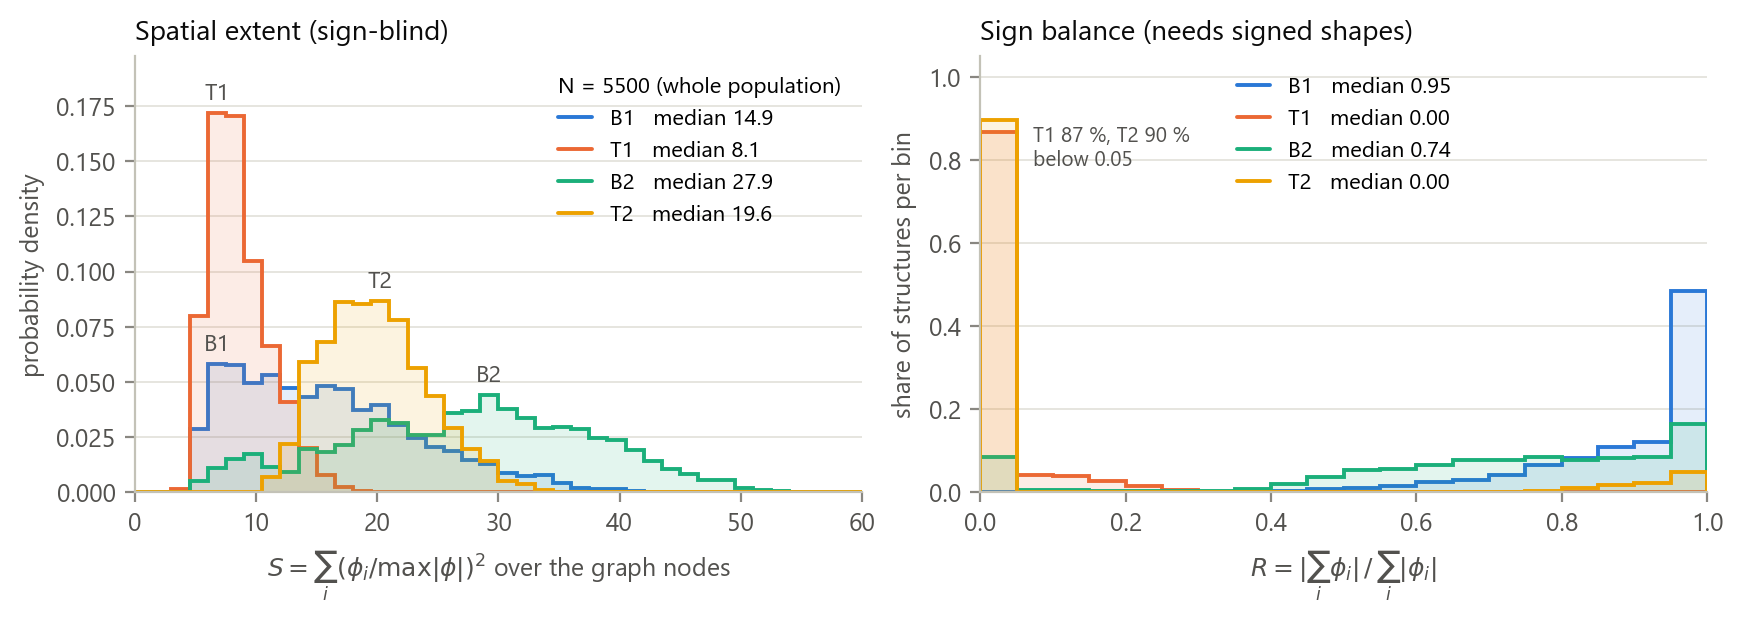 Spatial extent (sign-blind)
N = 5500 (whole population)
B1 median 14.9
T1 median 8.1
B2 median 27.9
T2 median 19.6
T1
B1
T2
B2
probability density
0.175
0.150
0.125
0.100
0.075
0.050
0.025
0.000
0 10 20 30 40 50 60
S = ∑i(ϕi/max|ϕ|)² over the graph nodes
Sign balance (needs signed shapes)
B1 median 0.95
T1 median 0.00
B2 median 0.74
T2 median 0.00
T1 87 %, T2 90 %
below 0.05
share of structures per bin
1.0
0.8
0.6
0.4
0.2
0.0
0.0 0.2 0.4 0.6 0.8 1.0
R = |∑iϕi| / ∑i|ϕi|